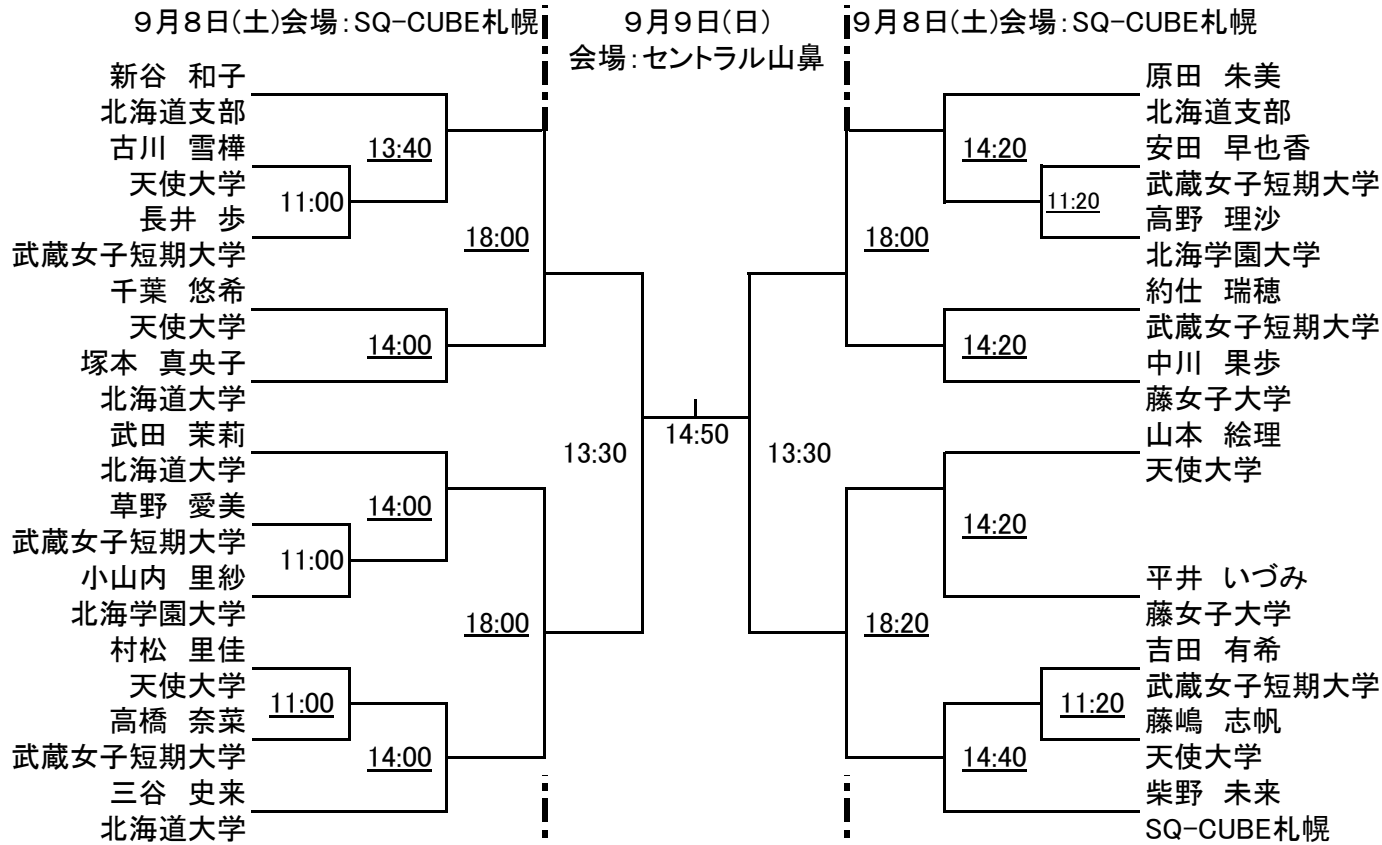 ９月８日(土)会場：SQ-CUBE札幌
９月９日(日)
会場：セントラル山鼻
９月８日(土)会場：SQ-CUBE札幌
新谷　和子
北海道支部
古川　雪樺
天使大学
長井　歩
武蔵女子短期大学
千葉　悠希
天使大学
塚本　真央子
北海道大学
武田　茉莉
北海道大学
草野　愛美
武蔵女子短期大学
小山内　里紗
北海学園大学
村松　里佳
天使大学
高橋　奈菜
武蔵女子短期大学
三谷　史来
北海道大学
13:40
11:00
18:00
14:00
14:00
11:00
18:00
11:00
14:00
13:30
14:50
13:30
14:20
11:20
18:00
14:20
14:20
18:20
11:20
14:40
原田　朱美
北海道支部
安田　早也香
武蔵女子短期大学
高野　理沙
北海学園大学
約仕　瑞穂
武蔵女子短期大学
中川　果歩
藤女子大学
山本　絵理
天使大学
平井　いづみ
藤女子大学
吉田　有希
武蔵女子短期大学
藤嶋　志帆
天使大学
柴野　未来
SQ-CUBE札幌